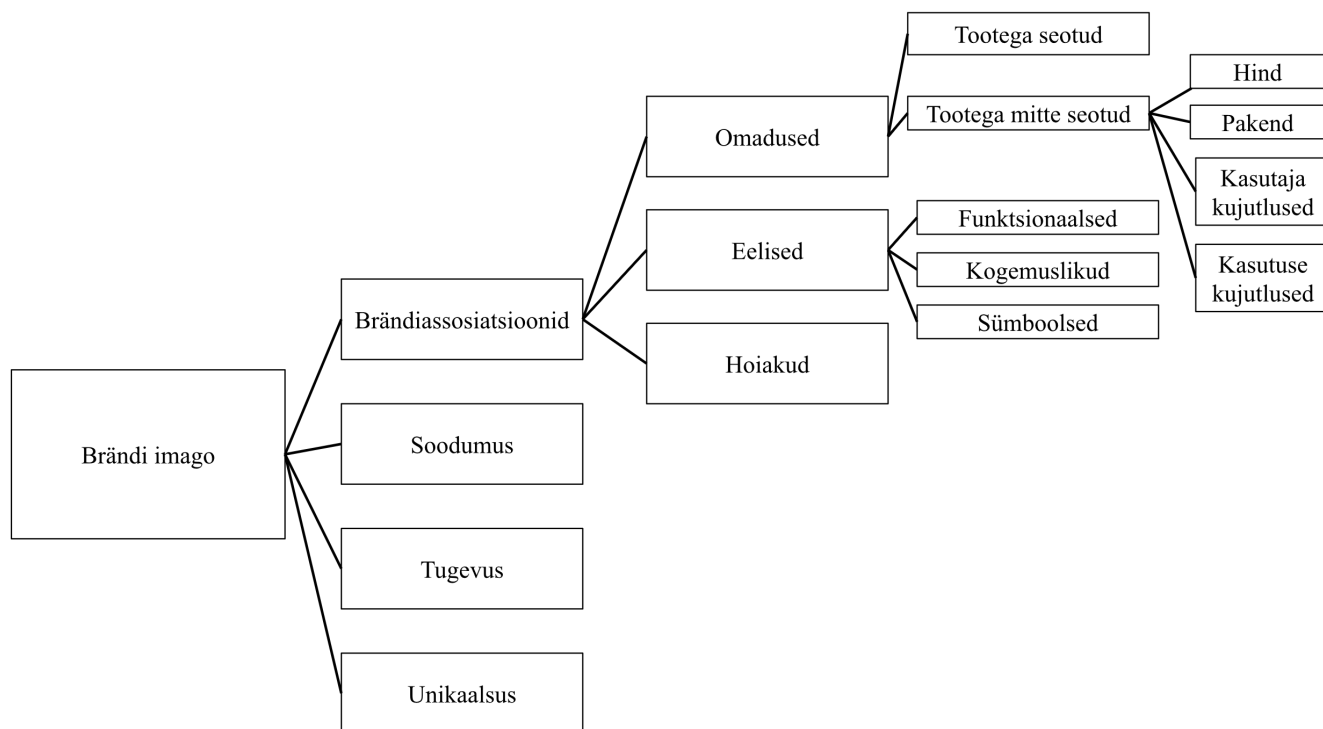 Tootega seotud
Hind
Tootega mitte seotud
Pakend
Omadused
Kasutaja
kujutlused
Funktsionaalsed
Eelised
Kogemuslikud
Kasutuse
kujutlused
Brändiassosiatsioonid
Sümboolsed
Hoiakud
Brändi imago
Soodumus
Tugevus
Unikaalsus